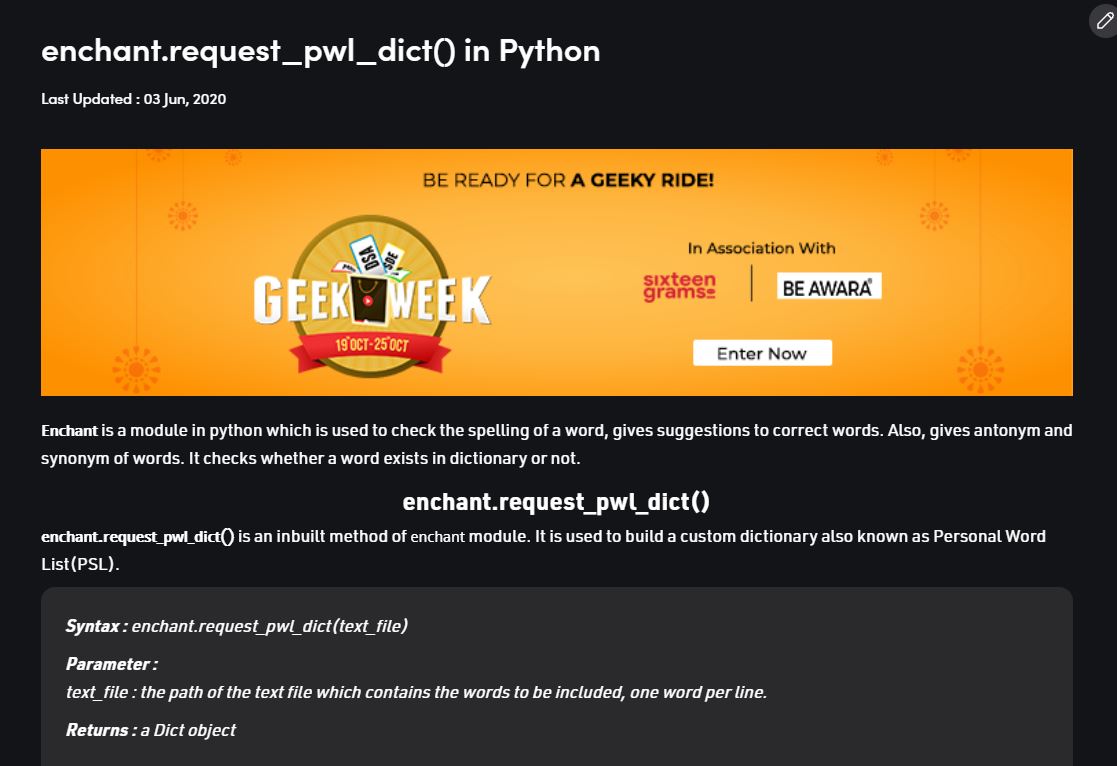 enchant.request_pwl_dict() in Python
Last Updated : 03 Jun, 2020
BE READY FOR A GEEKY RIDE!
DSA
SDE
GEEK WEEK
19 OCT-25 OCT
In Association With
sixteen
grams
BE AWARA
Enter Now
Enchant is a module in python which is used to check the spelling of a word, gives suggestions to correct words. Also, gives antonym and
synonym of words. It checks whether a word exists in dictionary or not.
enchant.request_pwl_dict()
enchant.request_pwl_dict() is an inbuilt method of enchant module. It is used to build a custom dictionary also known as Personal Word
List(PSL).
Syntax : enchant.request_pwl_dict(text_file)
Parameter :
text_file : the path of the text file which contains the words to be included, one word per line.
Returns : a Dict object